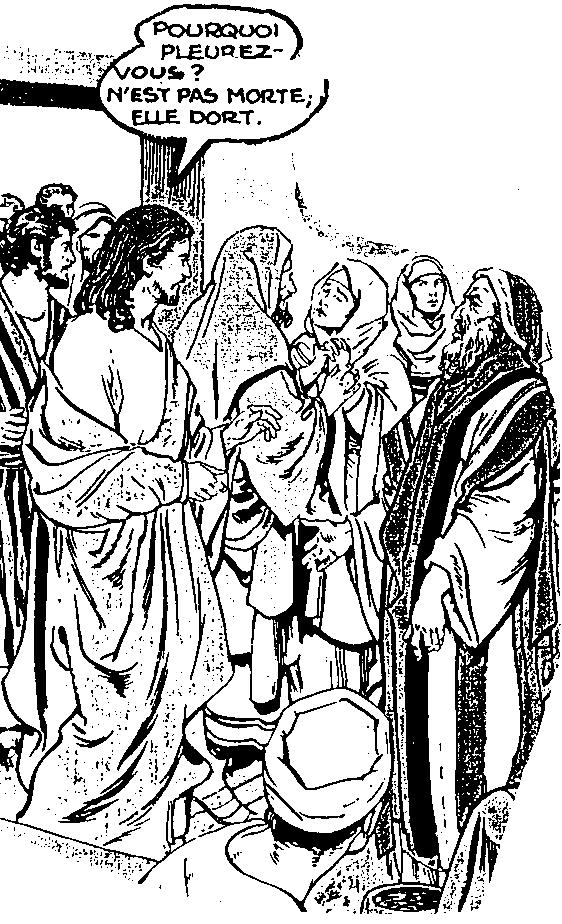 POURQUOI
PLEUREZ-
VOUS ?
N'EST PAS MORTE;
ELLE DORT.